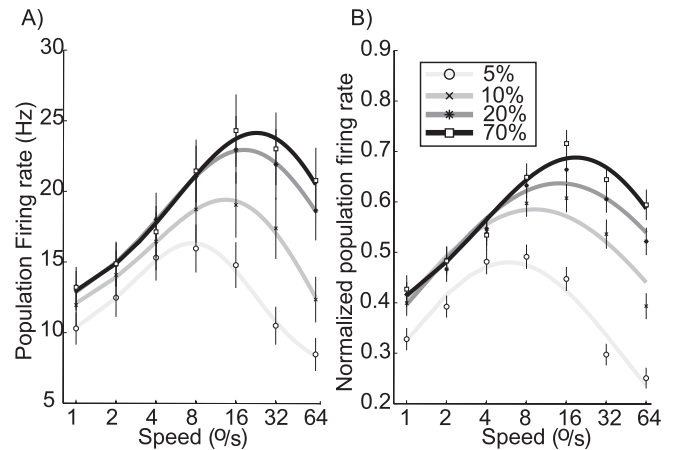 A)
B)
30
25
20
15
10
5
Population Firing rate (Hz)
1 2 4 8 16 32 64
Speed (o/s)
0.9
0.8
0.7
0.6
0.5
0.4
0.3
0.2
Normalized population firing rate
5%
10%
20%
70%
1 2 4 8 16 32 64
Speed (o/s)